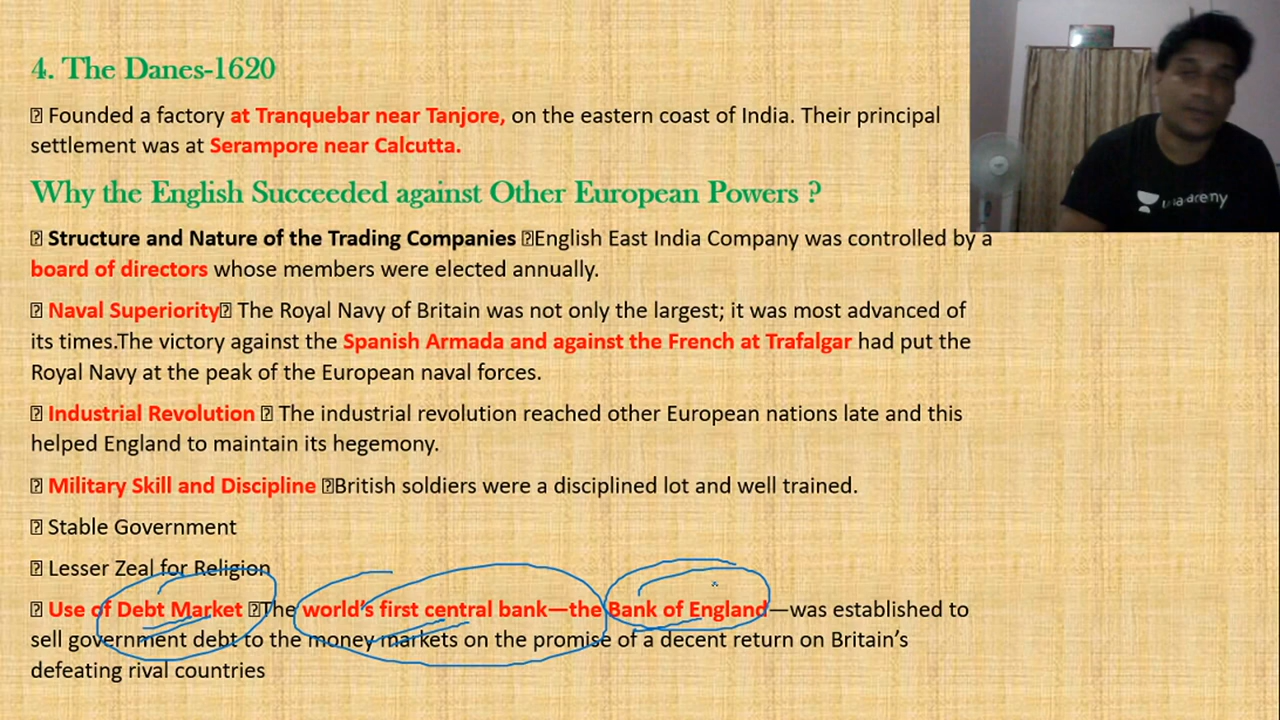 4. The Danes-1620
Founded a factory at Tranquebar near Tanjore, on the eastern coast of India. Their principal
settlement was at Serampore near Calcutta.
Why the English Succeeded against Other European Powers ?
Structure and Nature of the Trading Companies English East India Company was controlled by a
board of directors whose members were elected annually.
Naval Superiority The Royal Navy of Britain was not only the largest; it was most advanced of
its times.The victory against the Spanish Armada and against the French at Trafalgar had put the
Royal Navy at the peak of the European naval forces.
Industrial Revolution The industrial revolution reached other European nations late and this
helped England to maintain its hegemony.
Military Skill and Discipline British soldiers were a disciplined lot and well trained.
Stable Government
Lesser Zeal for Religion
Use of Debt Market The world's first central bank—the Bank of England—was established to
sell government debt to the money markets on the promise of a decent return on Britain's
defeating rival countries